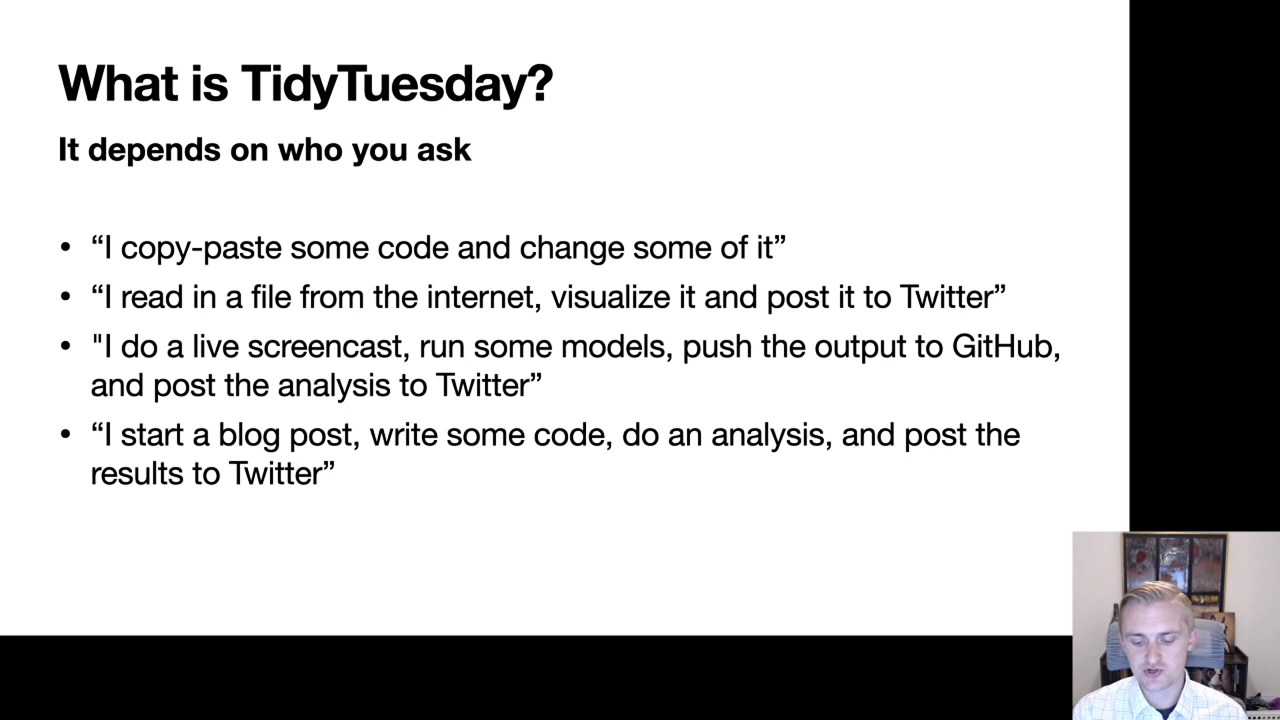 What is TidyTuesday?
It depends on who you ask
• “I copy-paste some code and change some of it”
• “I read in a file from the internet, visualize it and post it to Twitter”
• "I do a live screencast, run some models, push the output to GitHub,
and post the analysis to Twitter”
• “I start a blog post, write some code, do an analysis, and post the
results to Twitter”